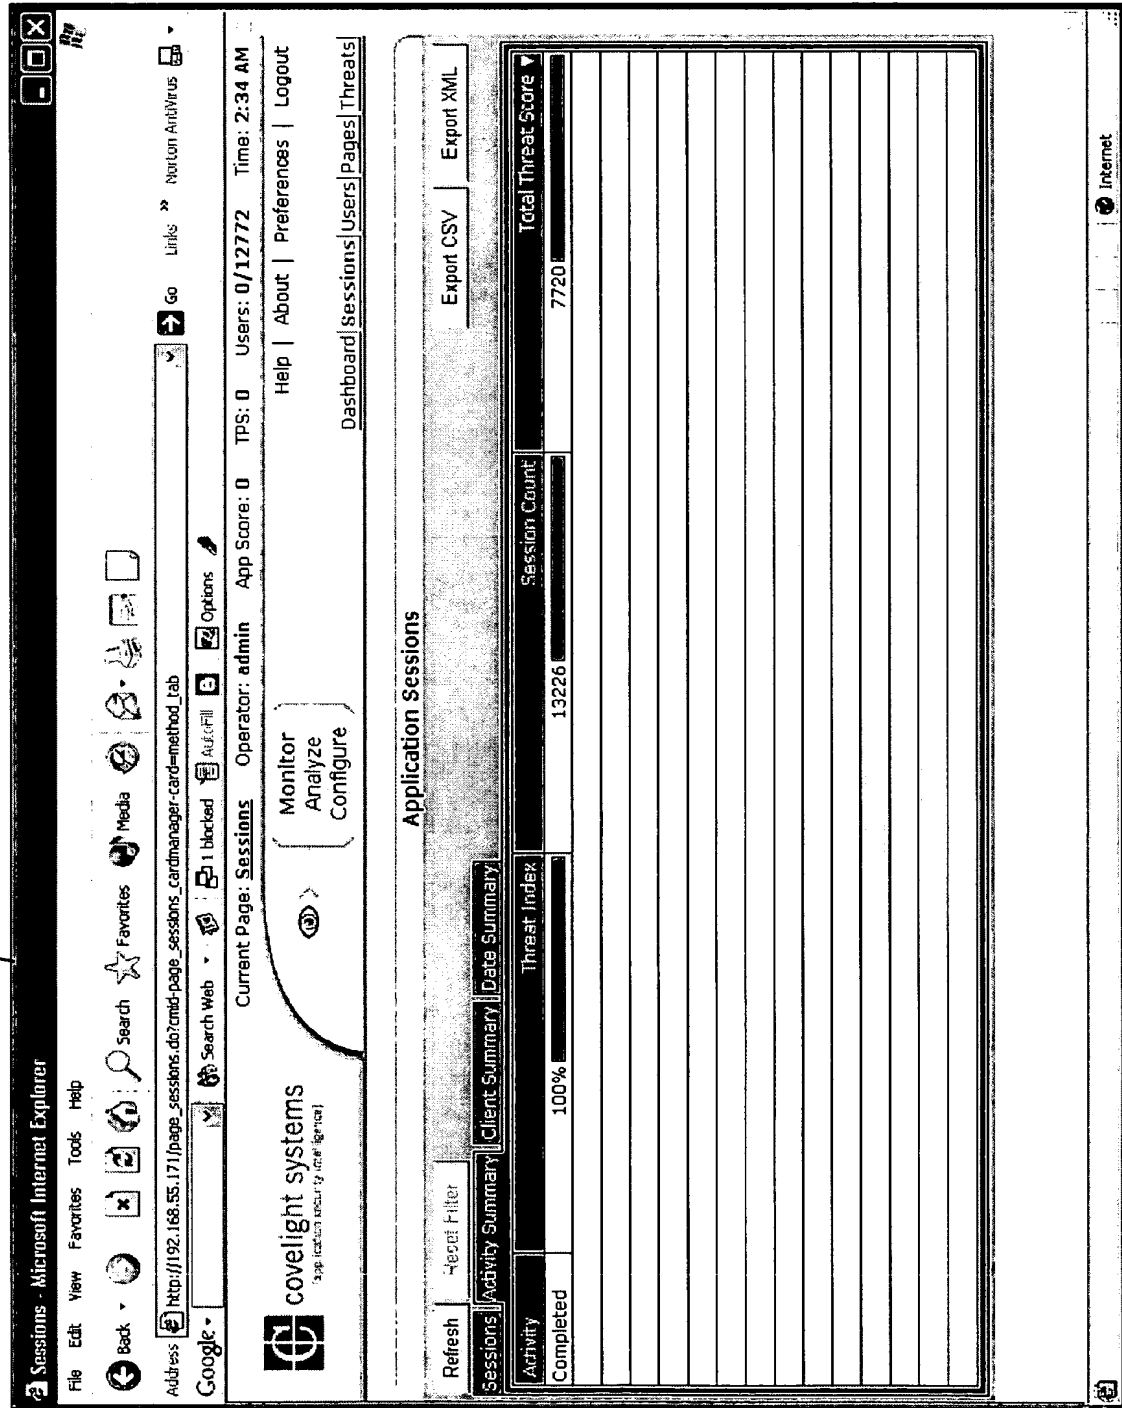 Sessions - Microsoft Internet Explorer
File Edit View Favorites Tools Help
Back Search Favorites Media
Address http://192.168.55.171/page_sessions.do?cmid-page_sessions_cardmanager-card=method_tab Go Links » Norton AntiVirus
Google Search Web 1 blocked AutoFill Options
Current Page: Sessions Operator: admin App Score: 0 TPS: 0 Users: 0/12772 Time: 2:34 AM
covelight systems
[application security intelligence]
Monitor
Analyze
Configure
Help | About | Preferences | Logout
Dashboard | Sessions | Users | Pages | Threats
Application Sessions
Refresh Reset Filter Export CSV Export XML
Sessions Activity Summary Client Summary Date Summary
Activity Threat Index Session Count Total Threat Score ▼
Completed 100% 13226 7720
Internet